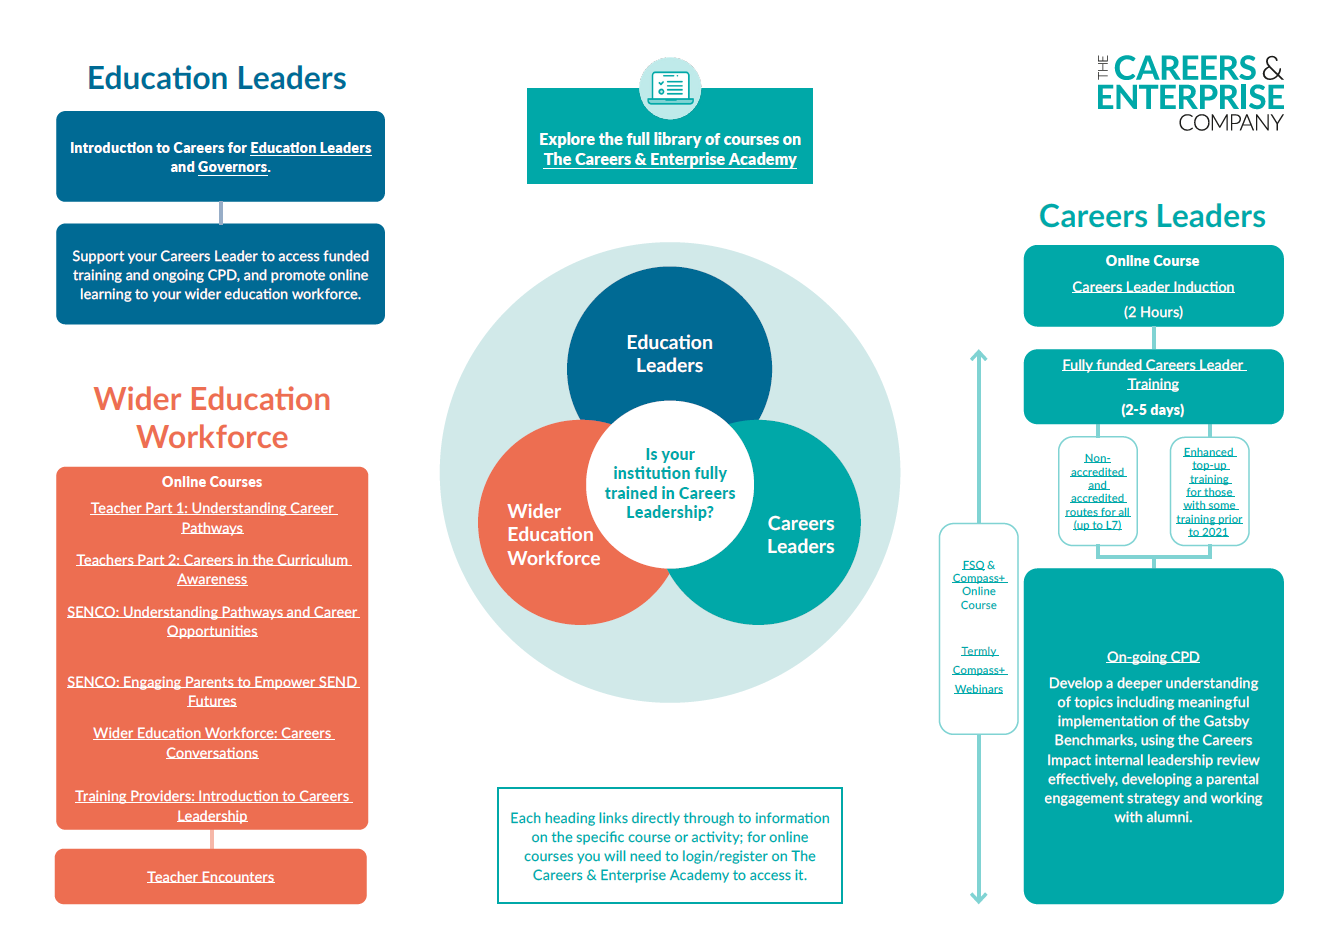 Education Leaders
Introduction to Careers for Education Leaders
and Governors.
Support your Careers Leader to access funded
training and ongoing CPD, and promote online
learning to your wider education workforce.
Wider Education
Workforce
Online Courses
Teacher Part 1: Understanding Career
Pathways
Teachers Part 2: Careers in the Curriculum
Awareness
SENCO: Understanding Pathways and Career
Opportunities
SENCO: Engaging Parents to Empower SEND
Futures
Wider Education Workforce: Careers
Conversations
Training Providers: Introduction to Careers
Leadership
Teacher Encounters
Explore the full library of courses on
The Careers & Enterprise Academy
Education
Leaders
Is your
institution fully
trained in Careers
Leadership?
Wider
Education
Workforce
Careers
Leaders
Each heading links directly through to information
on the specific course or activity; for online
courses you will need to login/register on The
Careers & Enterprise Academy to access it.
THE CAREERS &
ENTERPRISE
COMPANY
Careers Leaders
Online Course
Careers Leader Induction
(2 Hours)
Fully funded Careers Leader
Training
(2-5 days)
Non-
accredited
and
accredited
routes for all
(up to L7)
Enhanced
top-up
training
for those
with some
training prior
to 2021
FSQ &
Compass+
Online
Course
Termly
Compass+
Webinars
On-going CPD
Develop a deeper understanding
of topics including meaningful
implementation of the Gatsby
Benchmarks, using the Careers
Impact internal leadership review
effectively, developing a parental
engagement strategy and working
with alumni.